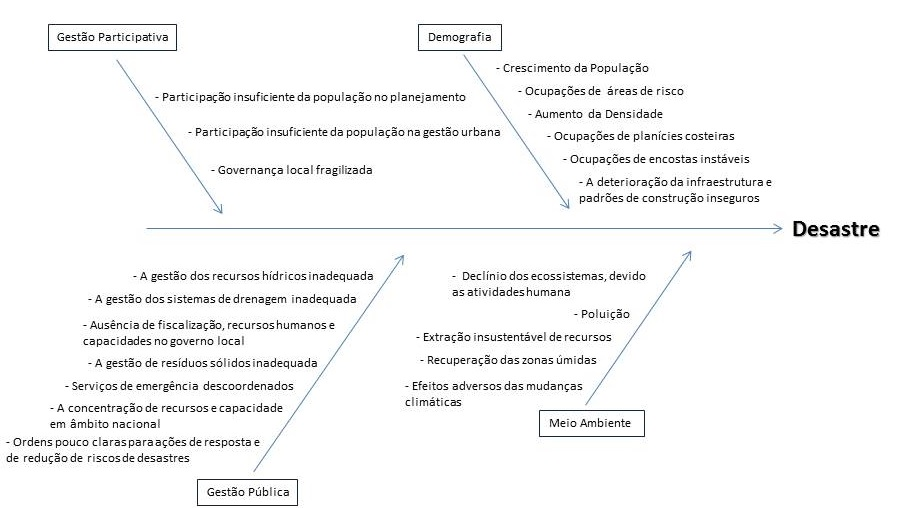 Gestão Participativa
- Participação insuficiente da população no planejamento
- Participação insuficiente da população na gestão urbana
- Governança local fragilizada
Demografia
- Crescimento da População
- Ocupações de áreas de risco
- Aumento da Densidade
- Ocupações de planícies costeiras
- Ocupações de encostas instáveis
- A deterioração da infraestrutura e
padrões de construção inseguros
Desastre
- A gestão dos recursos hídricos inadequada
- A gestão dos sistemas de drenagem inadequada
- Ausência de fiscalização, recursos humanos e
capacidades no governo local
- A gestão de resíduos sólidos inadequada
- Serviços de emergência descoordenados
- A concentração de recursos e capacidade
em âmbito nacional
- Ordens pouco claras para ações de resposta e
de redução de riscos de desastres
Gestão Pública
- Declínio dos ecossistemas, devido
as atividades humana
- Poluição
- Extração insustentável de recursos
- Recuperação das zonas úmidas
- Efeitos adversos das mudanças
climáticas
Meio Ambiente